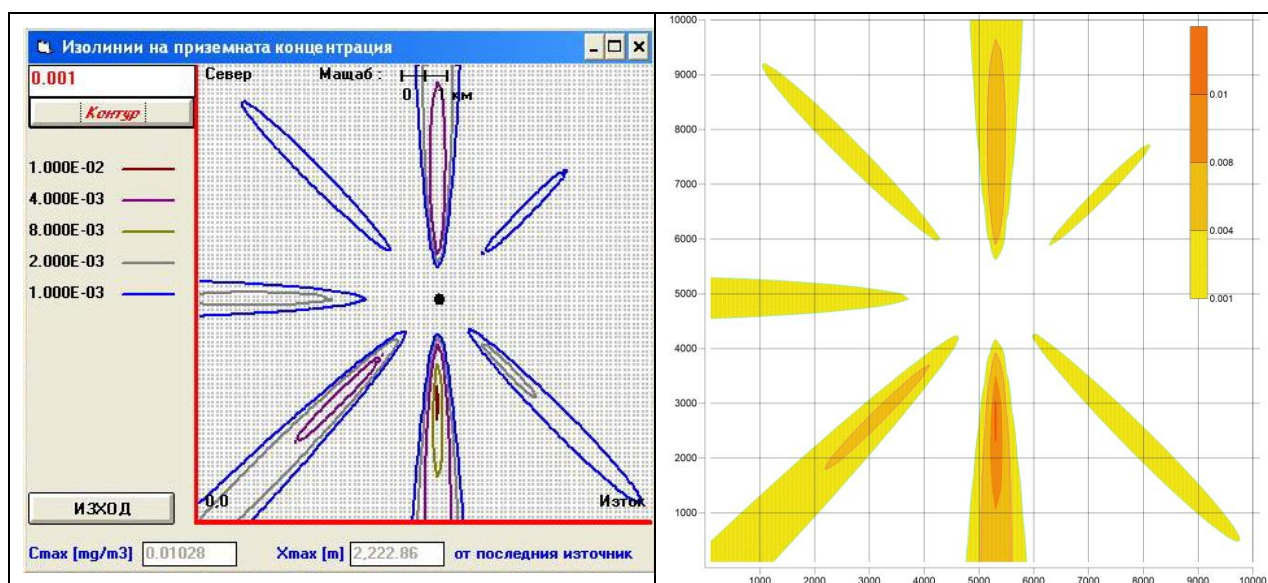 Изолинии на приземната концентрация
0.001
Контур
Север Мащаб :
0 1 км
1.000E-02
4.000E-03
8.000E-03
2.000E-03
1.000E-03
0,0
Изток
ИЗХОД
Cmax [mg/m3] 0.01028 Xmax [m] 2,222.86 от последния източник
10000
9000
8000
7000
6000
5000
4000
3000
2000
1000
1000 2000 3000 4000 5000 6000 7000 8000 9000 10000
0.01
0.008
0.004
0.001